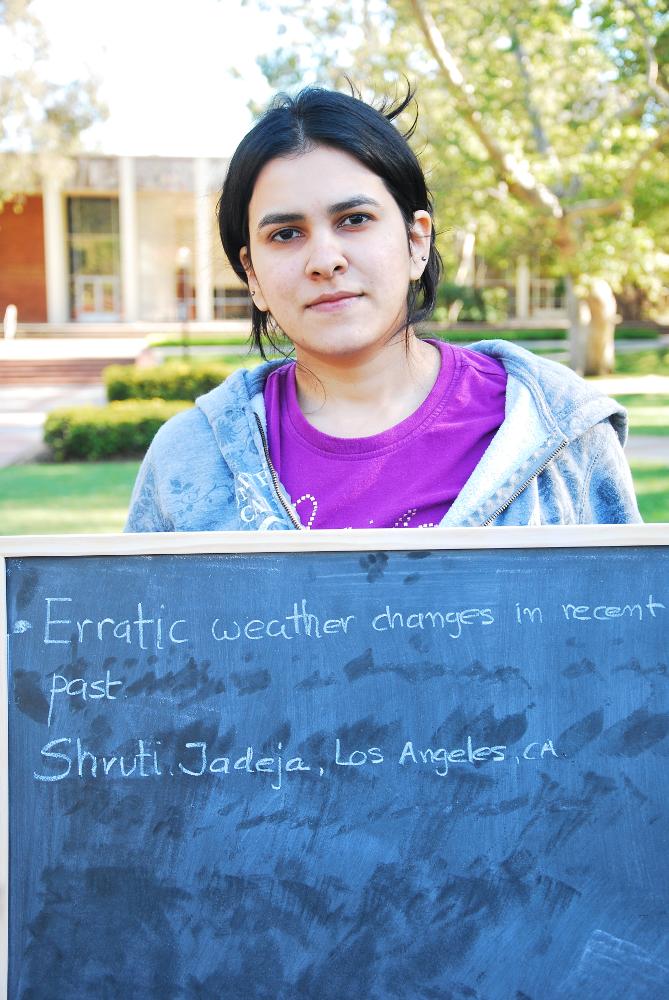 • Erratic weather changes in recent
past.
Shruti Jadeja, Los Angeles, CA